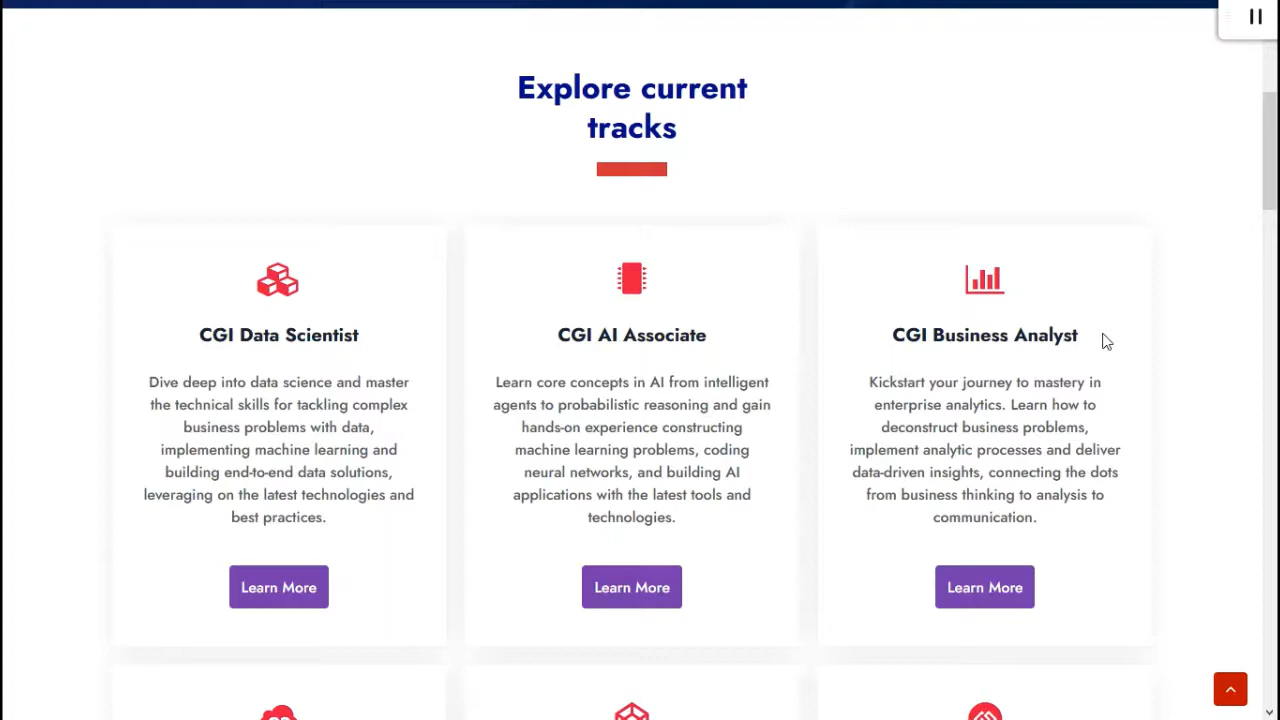 Explore current
tracks
CGI Data Scientist
Dive deep into data science and master
the technical skills for tackling complex
business problems with data,
implementing machine learning and
building end-to-end data solutions,
leveraging on the latest technologies and
best practices.
Learn More
CGI AI Associate
Learn core concepts in AI from intelligent
agents to probabilistic reasoning and gain
hands-on experience constructing
machine learning problems, coding
neural networks, and building AI
applications with the latest tools and
technologies.
Learn More
CGI Business Analyst
Kickstart your journey to mastery in
enterprise analytics. Learn how to
deconstruct business problems,
implement analytic processes and deliver
data-driven insights, connecting the dots
from business thinking to analysis to
communication.
Learn More